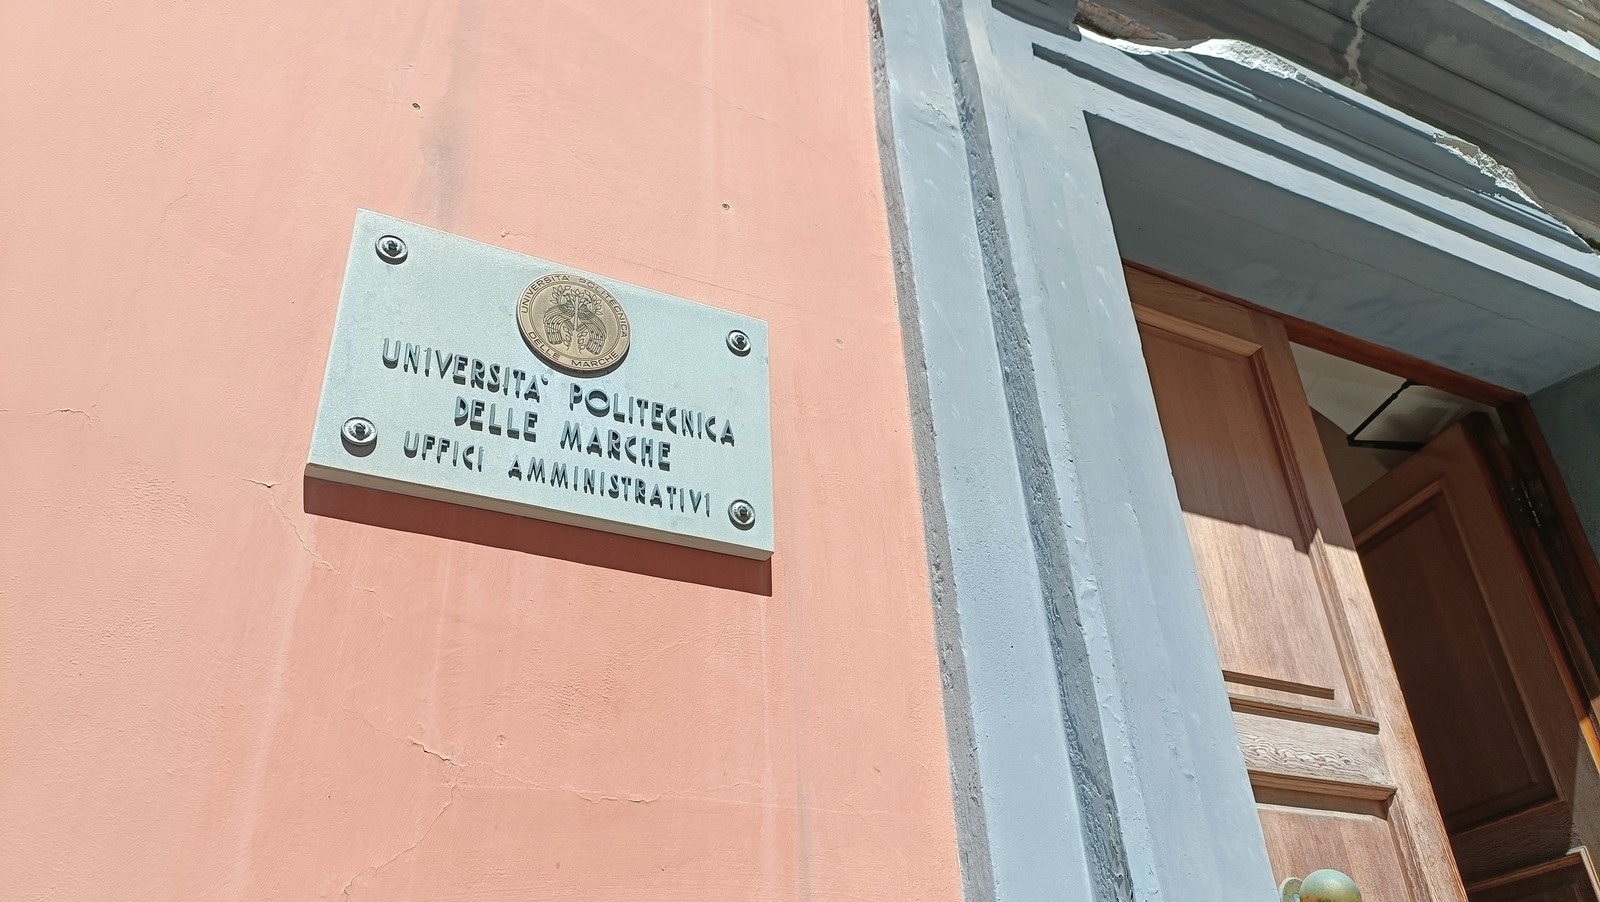 UNIVERSITA' POLITECNICA
DELLE MARCHE
UNIVERSITA' POLITECNICA
DELLE MARCHE
UFFICI AMMINISTRATIVI